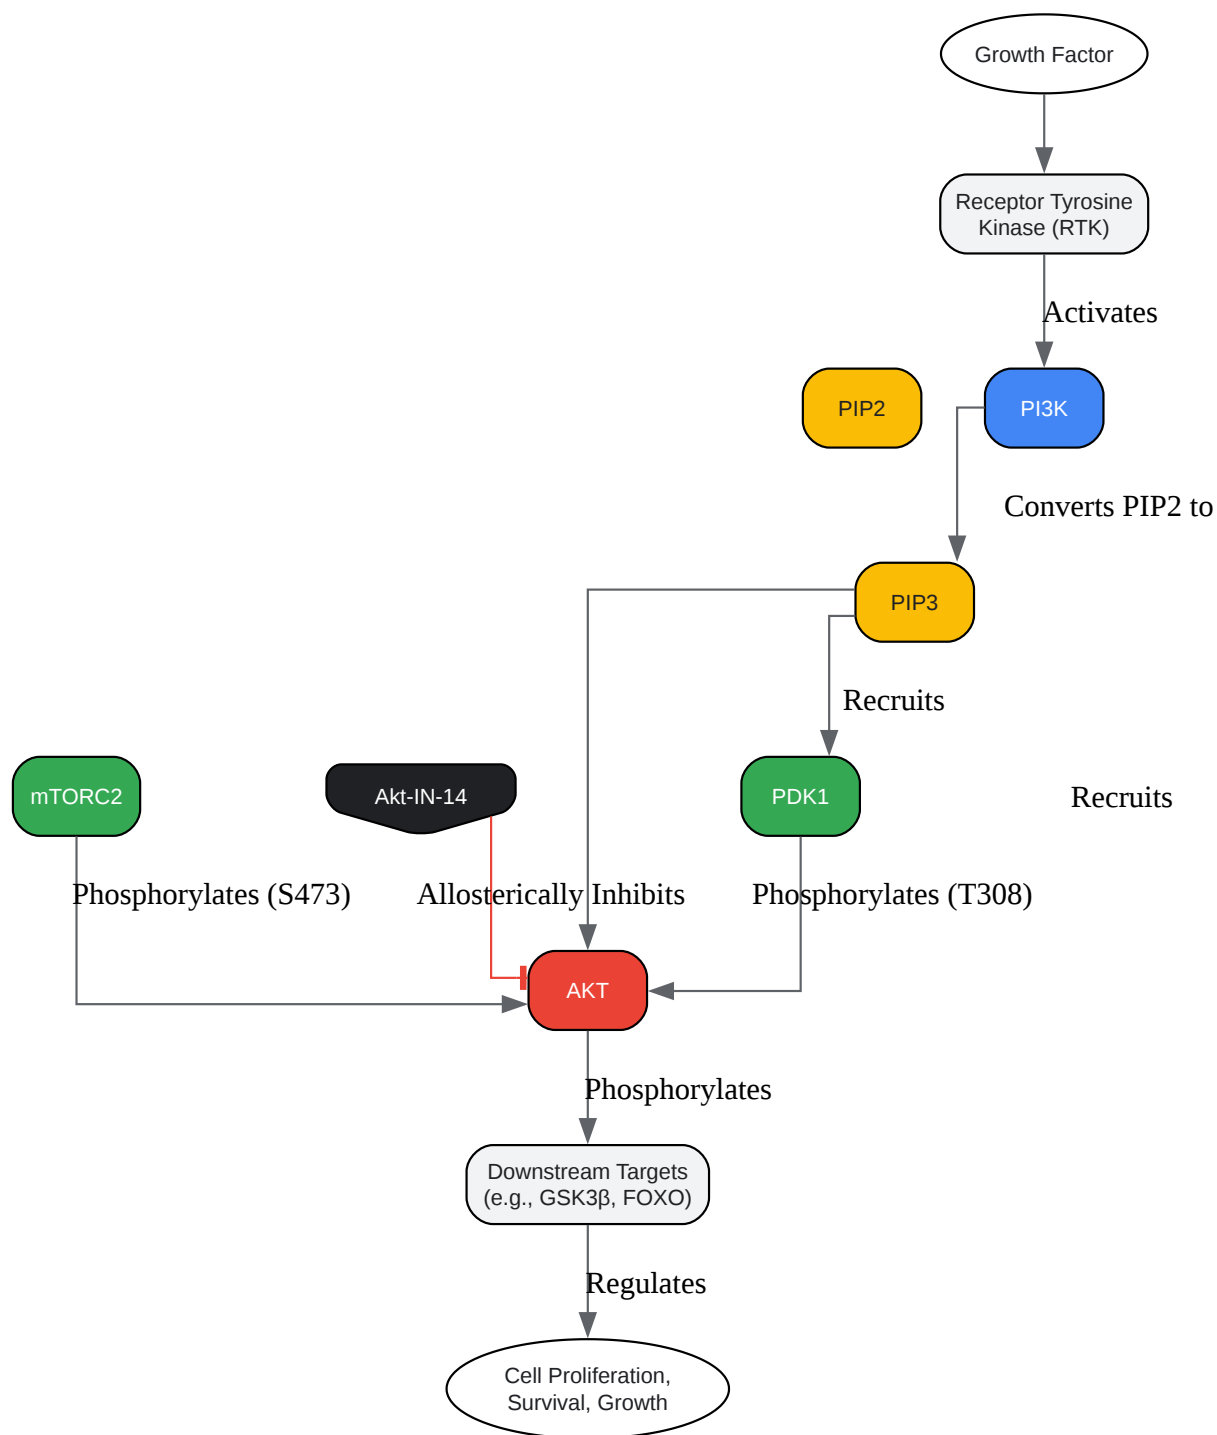 Growth Factor
Receptor Tyrosine
Kinase (RTK)
Activates
PIP2
PI3K
Converts PIP2 to
PIP3
Recruits
mTORC2
Akt-IN-14
PDK1
Recruits
Phosphorylates (S473)
Allosterically Inhibits
Phosphorylates (T308)
AKT
Phosphorylates
Downstream Targets
(e.g., GSK3β, FOXO)
Regulates
Cell Proliferation,
Survival, Growth